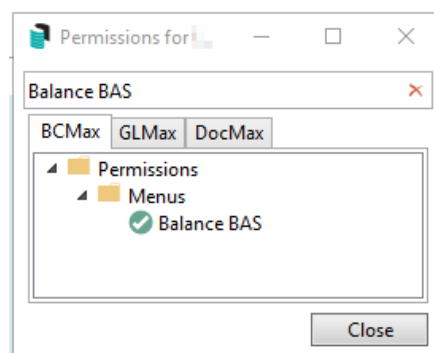 Permissions for
Balance BAS
BCMax GLMax DocMax
Permissions
Menus
Balance BAS
Close